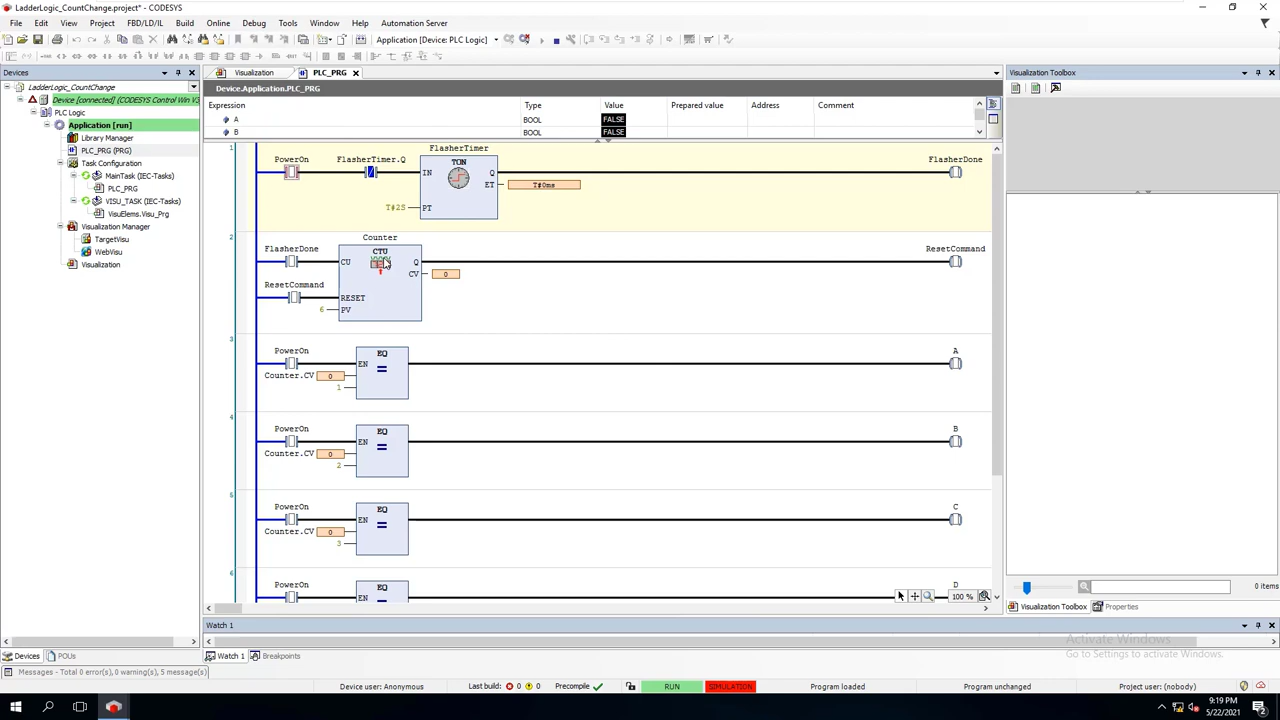 LadderLogic_CountChange.project* - CODESYS
File Edit View Project FBD/LD/IL Build Online Debug Tools Window Help Automation Server
Application [Device: PLC Logic]
Devices
LadderLogic_CountChange
Device [connected] (CODESYS Control Win V3
PLC Logic
Application [run]
Library Manager
PLC_PRG (PRG)
Task Configuration
MainTask (IEC-Tasks)
PLC_PRG
VISU_TASK (IEC-Tasks)
VisuElems.Visu_Prg
Visualization Manager
TargetVisu
WebVisu
Visualization
Devices POUs
Visualization PLC_PRG
Device.Application.PLC_PRG
Expression Type Value Prepared value Address Comment
A BOOL FALSE
B BOOL FALSE
1
FlasherTimer
PowerOn FlasherTimer.Q TON FlasherDone
IN Q
ET T#0ms
T#2S PT
2
Counter
FlasherDone CTU ResetCommand
CU Q
CV 0
ResetCommand
RESET
6 PV
3
PowerOn EQ A
EN
Counter.CV 0 =
1
4
PowerOn EQ B
EN
Counter.CV 0 =
2
5
PowerOn EQ C
EN
Counter.CV 0 =
3
6
PowerOn EQ D
EN
100 %
Watch 1
Watch 1 Breakpoints
Visualization Toolbox
0 items
Visualization Toolbox Properties
Activate Windows
Go to Settings to activate Windows.
Messages - Total 0 error(s), 0 warning(s), 5 message(s)
Device user: Anonymous Last build: 0 0 Precompile RUN SIMULATION Program loaded Program unchanged Project user: (nobody)
9:19 PM
5/22/2021
2